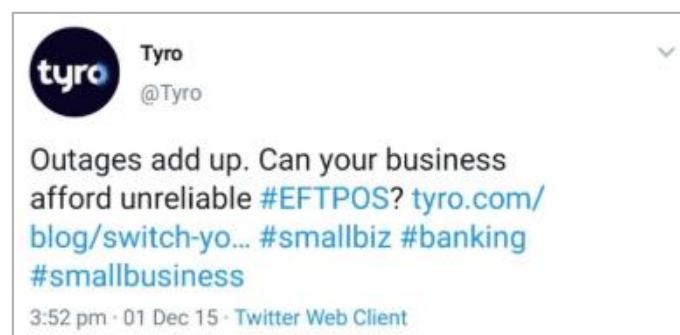 tyro
Tyro
@Tyro
Outages add up. Can your business
afford unreliable #EFTPOS? tyro.com/
blog/switch-yo... #smallbiz #banking
#smallbusiness
3:52 pm · 01 Dec 15 · Twitter Web Client